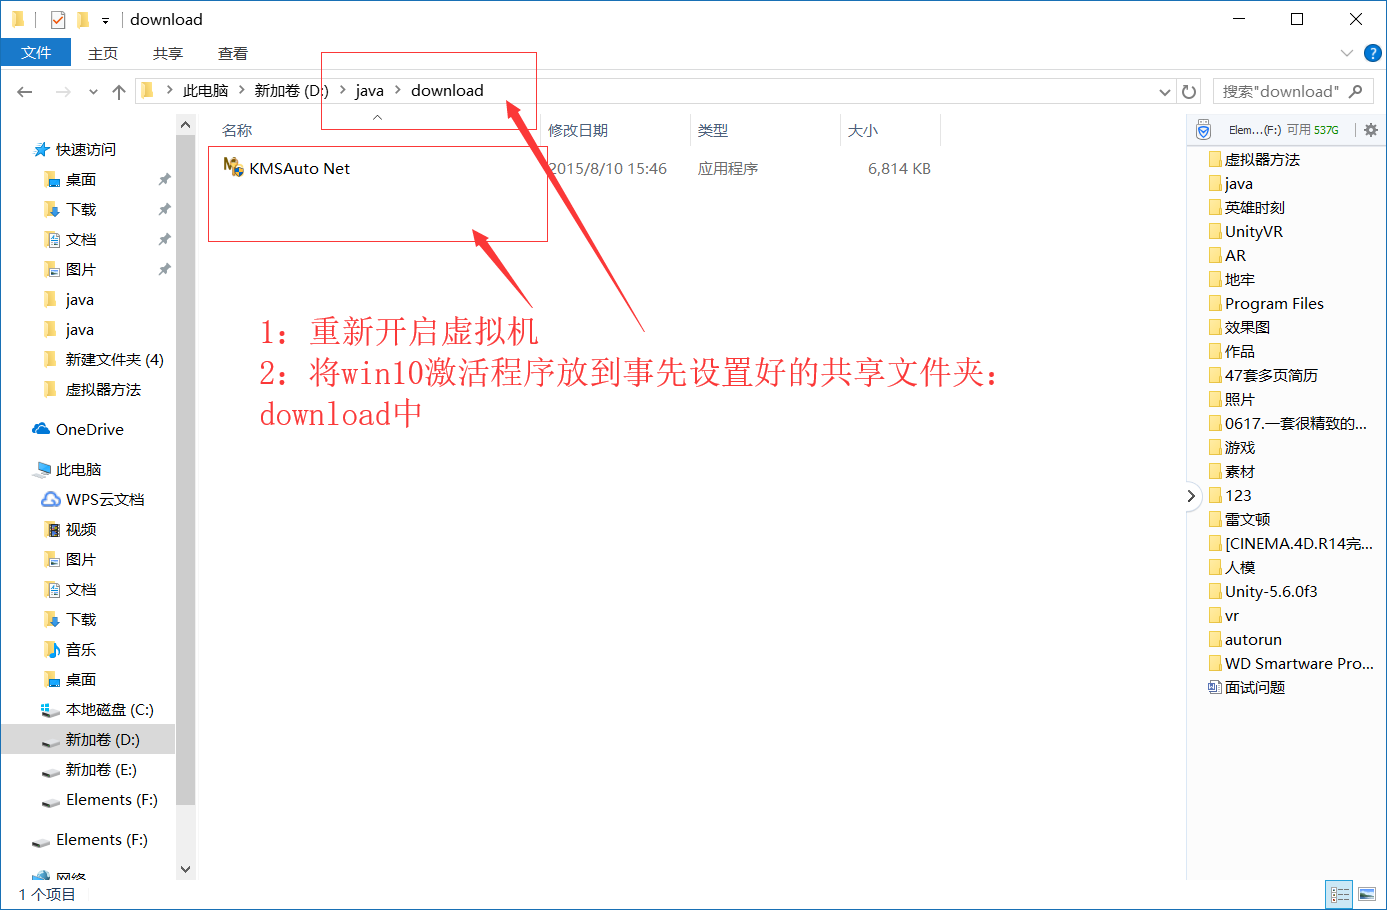 download
文件
主页
共享
查看
此电脑
新加卷 (D:)
java
download
搜索"download"
名称
修改日期
类型
大小
Elem...(F:) 可用 537G
KMSAuto Net
2015/8/10 15:46
应用程序
6,814 KB
快速访问
桌面
下载
文档
图片
java
java
新建文件夹 (4)
虚拟器方法
OneDrive
此电脑
WPS云文档
视频
图片
文档
下载
音乐
桌面
本地磁盘 (C:)
新加卷 (D:)
新加卷 (E:)
Elements (F:)
Elements (F:)
网络
1：重新开启虚拟机
2：将win10激活程序放到事先设置好的共享文件夹：
download中
虚拟器方法
java
英雄时刻
UnityVR
AR
地牢
Program Files
效果图
作品
47套多页简历
照片
0617.一套很精致的...
游戏
素材
123
雷文顿
[CINEMA.4D.R14完...
人模
Unity-5.6.0f3
vr
autorun
WD Smartware Pro...
面试问题
1 个项目